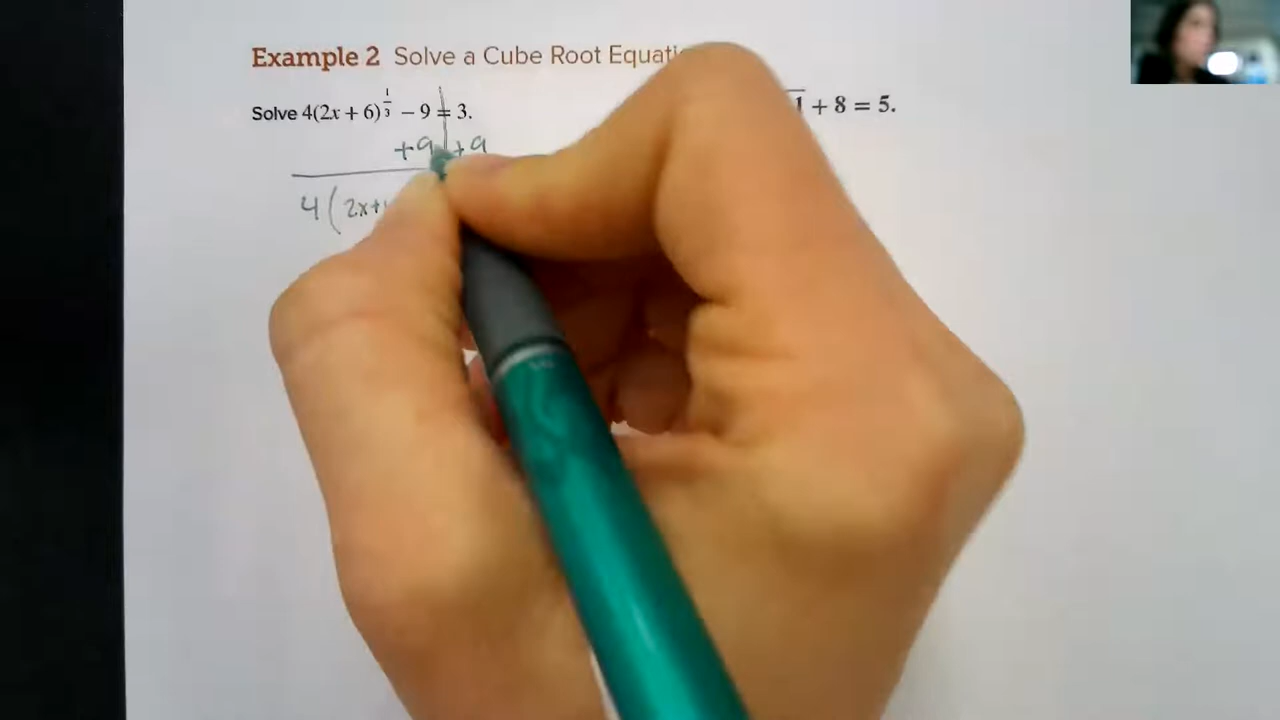 Example 2 Solve a Cube Root
Solve 4(2x + 6)^{1/3} − 9 = 3.
+ 8 = 5.
+9 +9
4(2x+